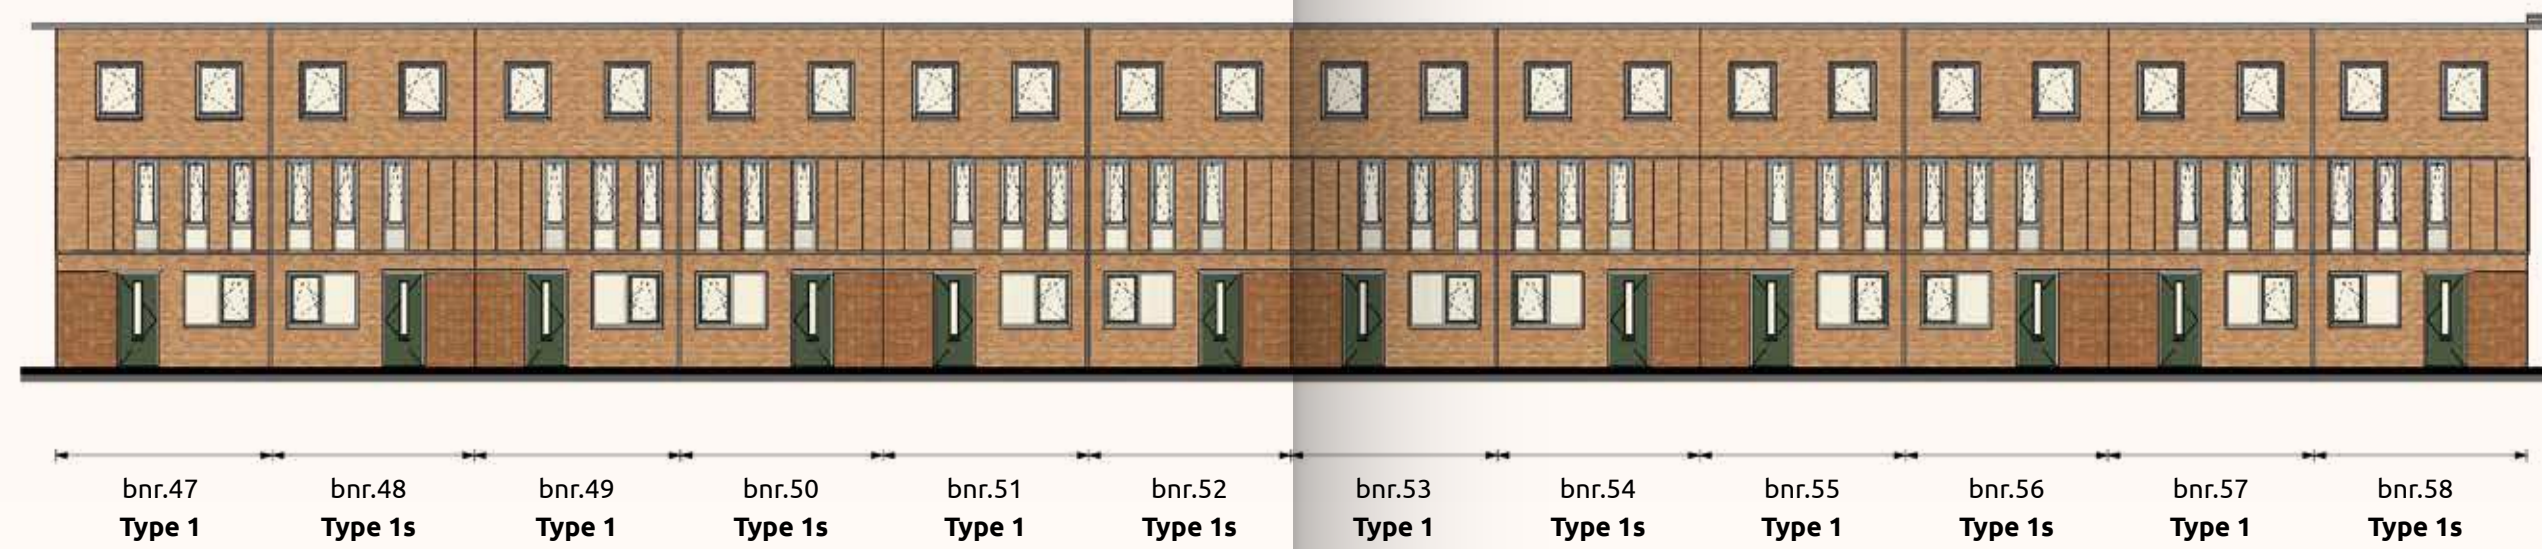 bnr.47 bnr.48 bnr.49 bnr.50 bnr.51 bnr.52 bnr.53 bnr.54 bnr.55 bnr.56 bnr.57 bnr.58
Type 1 Type 1s Type 1 Type 1s Type 1 Type 1s Type 1 Type 1s Type 1 Type 1s Type 1 Type 1s